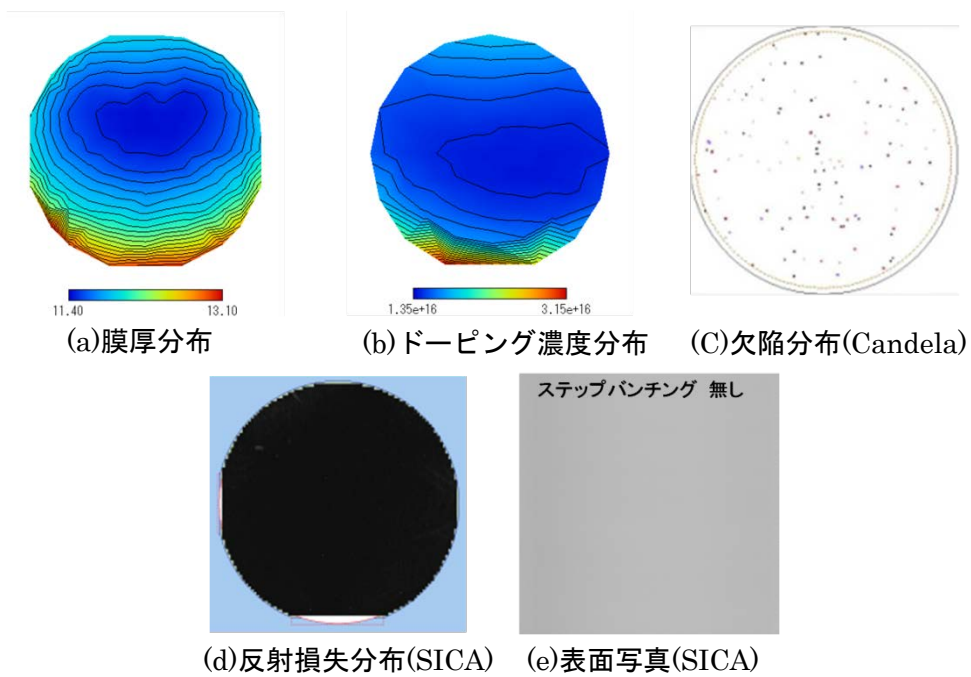 11.40 13.10
1.35e+16 3.15e+16
(a)膜厚分布
(b)ドーピング濃度分布
(C)欠陥分布(Candela)
ステップバンチング 無し
(d)反射損失分布(SICA)
(e)表面写真(SICA)